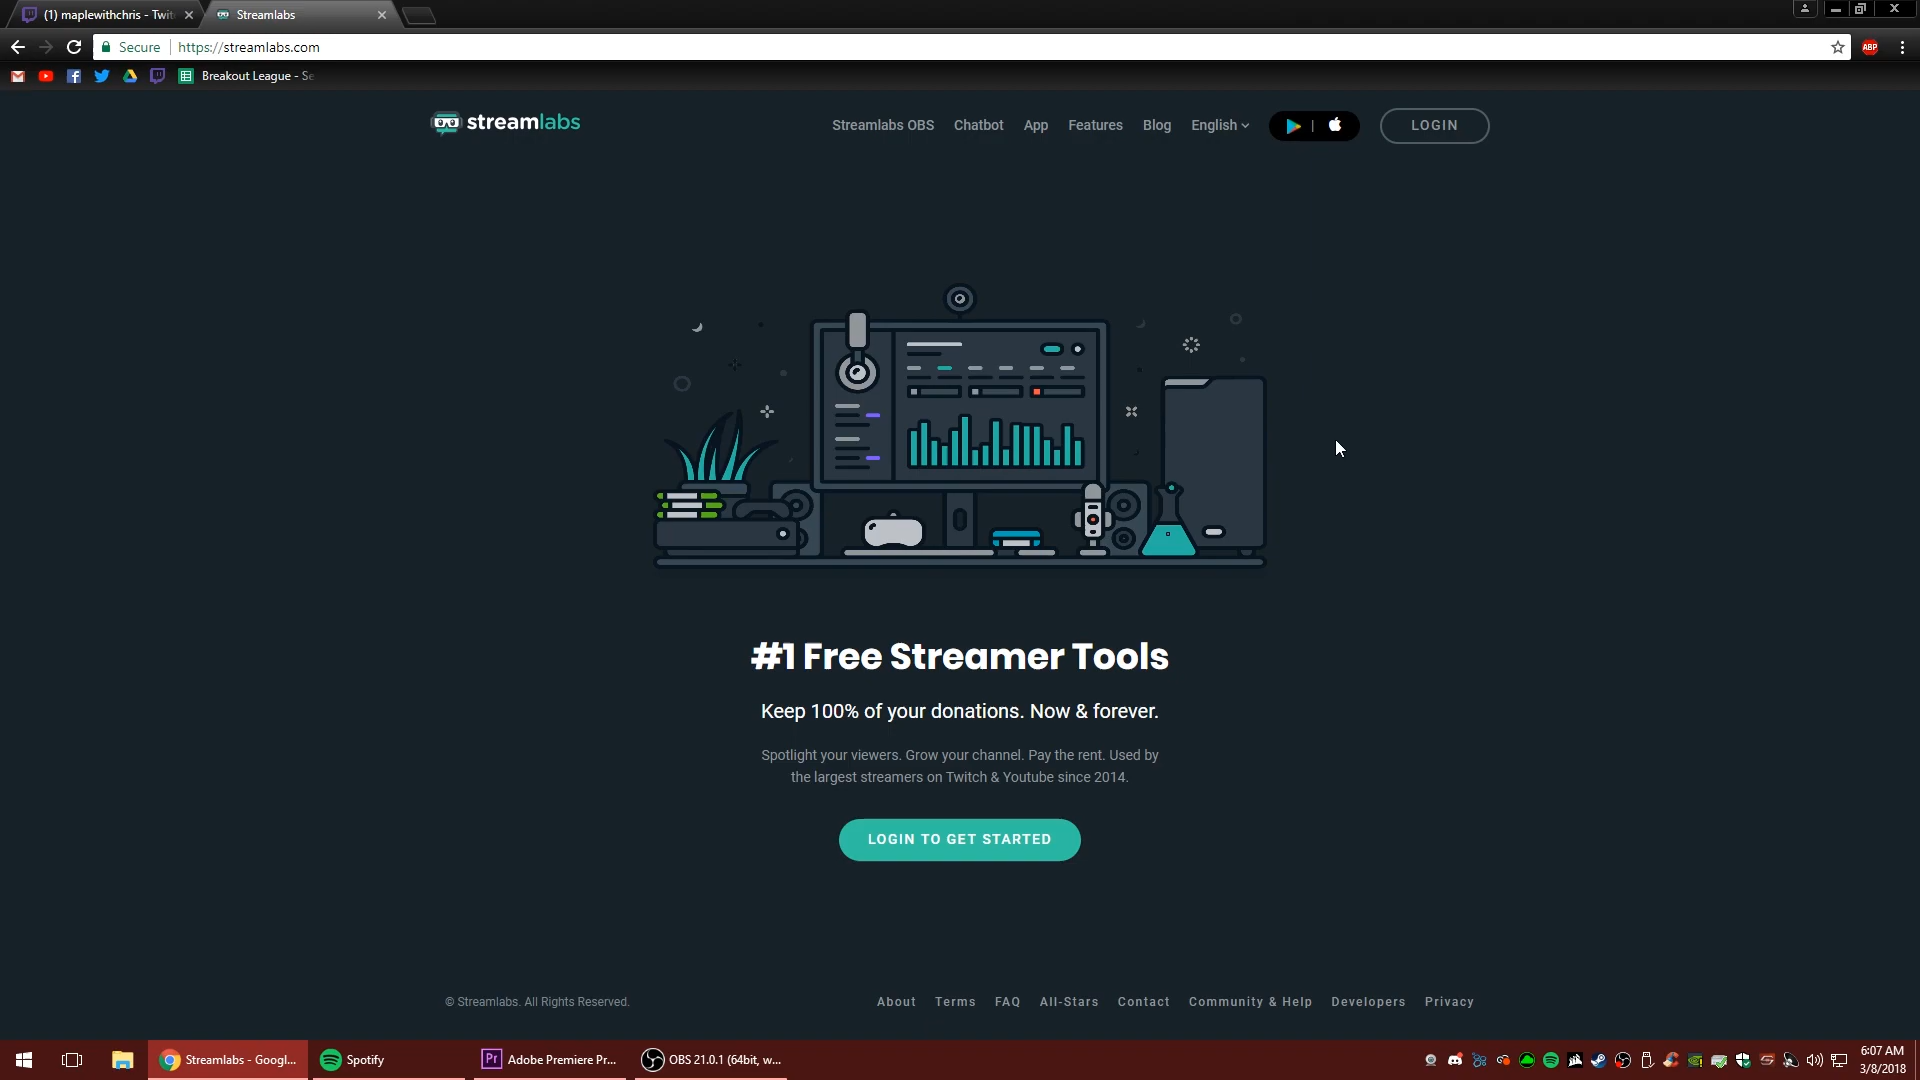 (1) maplewithchris - Twit
Streamlabs
Secure
https://streamlabs.com
ABP
Breakout League - Se
streamlabs
Streamlabs OBS
Chatbot
App
Features
Blog
English
LOGIN
#1 Free Streamer Tools
Keep 100% of your donations. Now & forever.
Spotlight your viewers. Grow your channel. Pay the rent. Used by
the largest streamers on Twitch & Youtube since 2014.
LOGIN TO GET STARTED
© Streamlabs. All Rights Reserved.
About
Terms
FAQ
All-Stars
Contact
Community & Help
Developers
Privacy
Streamlabs - Googl...
Spotify
Pr
Adobe Premiere Pr...
OBS 21.0.1 (64bit, w...
6:07 AM
3/8/2018